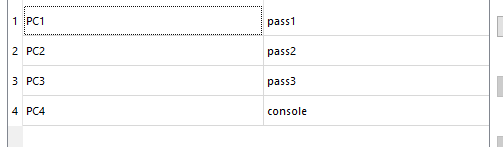 1 PC1 pass1
2 PC2 pass2
3 PC3 pass3
4 PC4 console